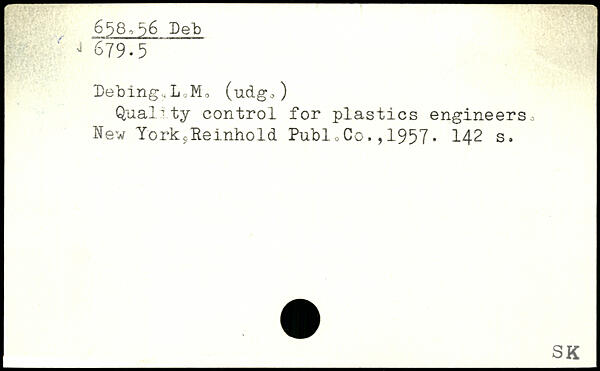 658.56 Deb
679.5
Debing, L.M. (udg.)
Quality control for plastics engineers.
New York, Reinhold Publ.Co.,1957. 142 s.
SK